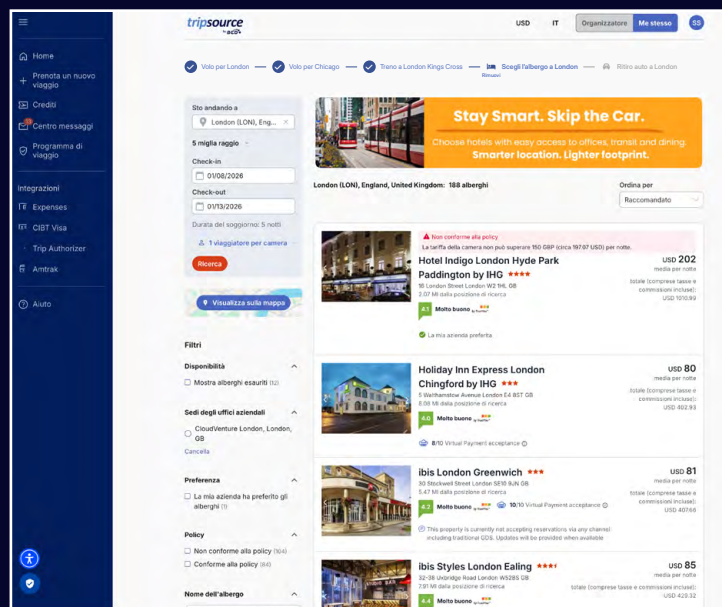 tripsource
by BCD
USD
IT
Organizzatore
Me stesso
SS
Home
Prenota un nuovo
viaggio
Crediti
Centro messaggi
Programma di
viaggio
Integrazioni
Expenses
CIBT Visa
Trip Authorizer
Amtrak
Aiuto
Volo per London
Volo per Chicago
Treno a London Kings Cross
Scegli l'albergo a London
Rimuovi
Ritiro auto a London
Sto andando a
London (LON), Eng...
5 miglia raggio
Check-in
01/08/2026
Check-out
01/13/2026
Durata del soggiorno: 5 notti
1 viaggiatore per camera
Ricerca
Visualizza sulla mappa
Filtri
Disponibilità
Mostra alberghi esauriti (12)
Sedi degli uffici aziendali
CloudVenture London, London,
GB
Cancella
Preferenza
La mia azienda ha preferito gli
alberghi (1)
Policy
Non conforme alla policy (104)
Conforme alla policy (84)
Nome dell'albergo
Stay Smart. Skip the Car.
Choose hotels with easy access to offices, transit and dining.
Smarter location. Lighter footprint.
London (LON), England, United Kingdom: 188 alberghi
Ordina per
Raccomandato
Non conforme alla policy
La tariffa della camera non può superare 150 GBP (circa 197.07 USD) per notte.
Hotel Indigo London Hyde Park
Paddington by IHG
16 London Street London W2 1HL GB
2.07 MI dalla posizione di ricerca
4.1 Molto buono
La mia azienda preferita
USD 202
media per notte
totale (comprese tasse e
commissioni incluse):
USD 1010.99
Holiday Inn Express London
Chingford by IHG
5 Walthamstow Avenue London E4 8ST GB
8.08 MI dalla posizione di ricerca
4.0 Molto buono
8/10 Virtual Payment acceptance
USD 80
media per notte
totale (comprese tasse e
commissioni incluse):
USD 402.93
ibis London Greenwich
30 Stockwell Street London SE10 9JN GB
5.47 MI dalla posizione di ricerca
4.2 Molto buono
10/10 Virtual Payment acceptance
This property is currently not accepting reservations via any channel
including traditional GDS. Updates will be provided when available
USD 81
media per notte
totale (comprese tasse e
commissioni incluse):
USD 407.66
ibis Styles London Ealing
32-38 Uxbridge Road London W52BS GB
7.91 MI dalla posizione di ricerca
4.4 Molto buono
USD 85
media per notte
totale (comprese tasse e commissioni incluse):
USD 425.32